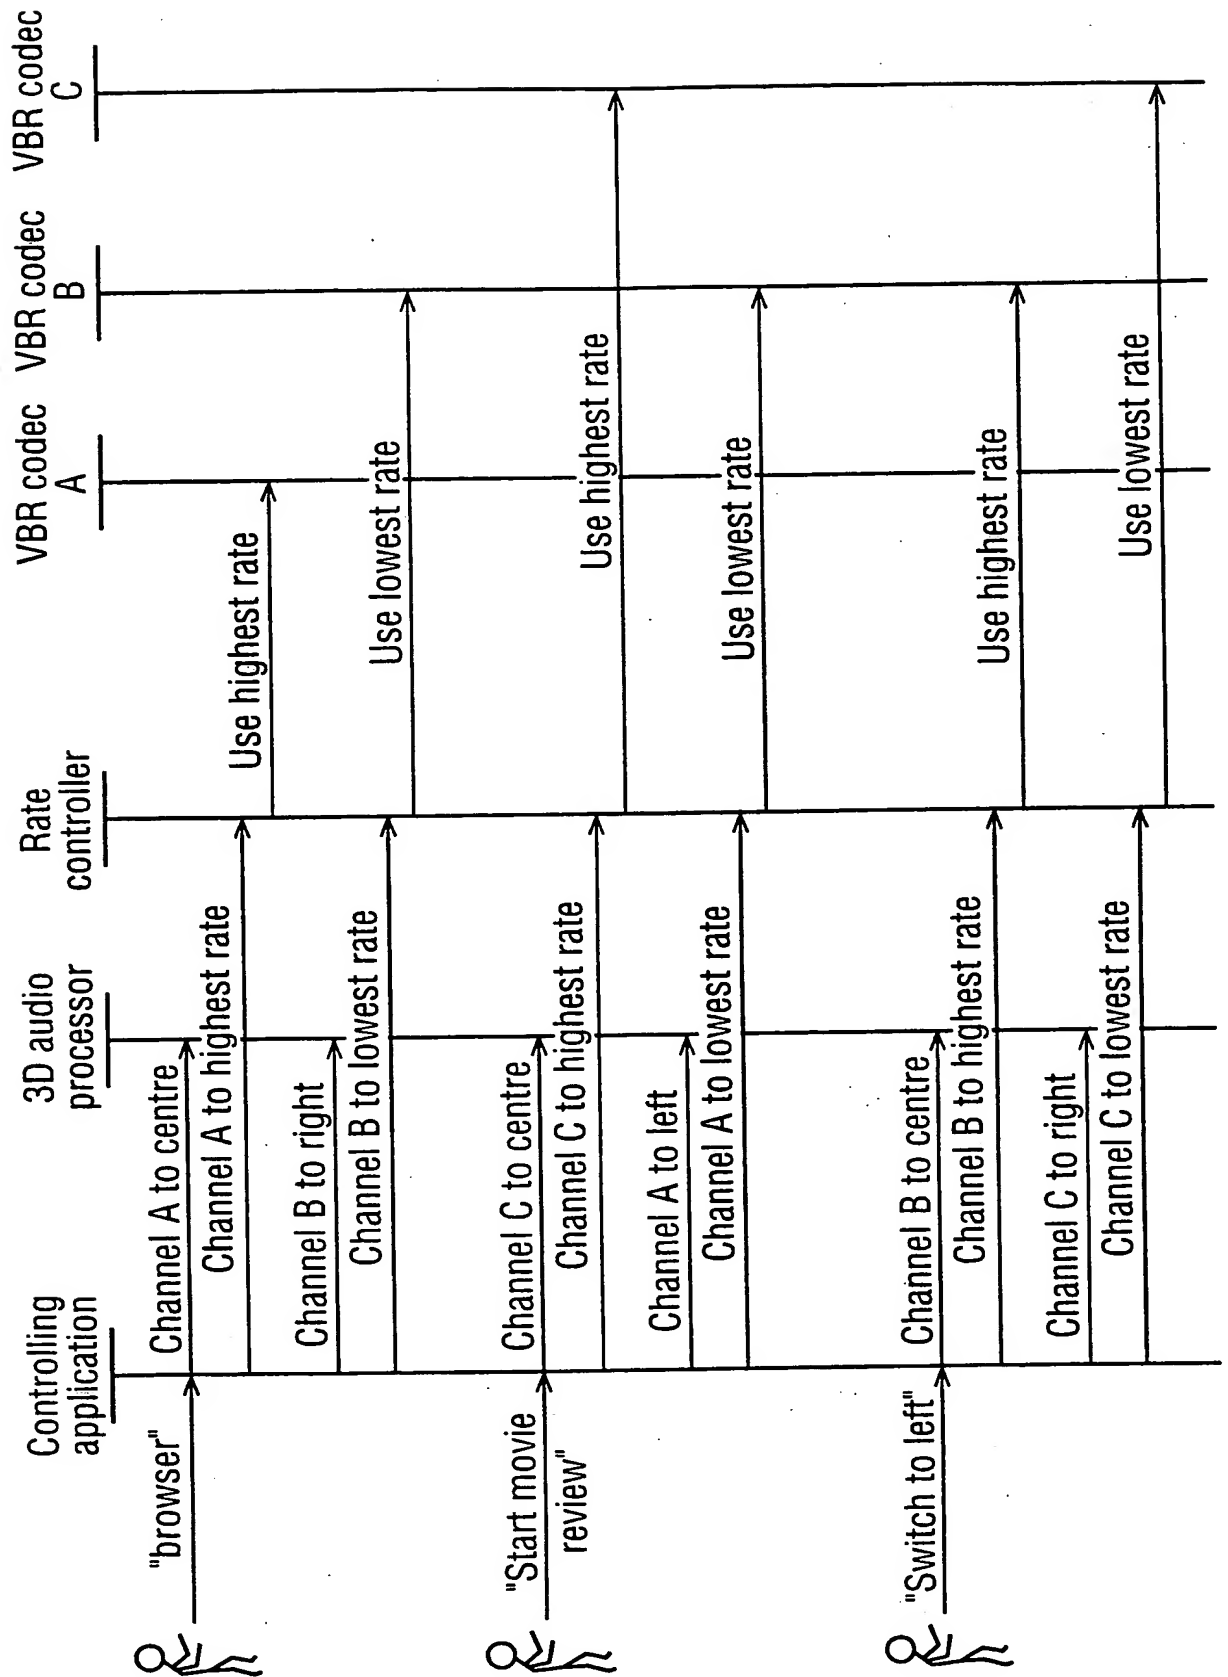 Controlling
application
3D audio
processor
Rate
controller
VBR codec
A
VBR codec
B
VBR codec
C
"browser"
Channel A to centre
Channel A to highest rate
Use highest rate
Channel B to right
Channel B to lowest rate
Use lowest rate
"Start movie
review"
Channel C to centre
Channel C to highest rate
Use highest rate
Channel A to left
Channel A to lowest rate
Use lowest rate
"Switch to left"
Channel B to centre
Channel B to highest rate
Use highest rate
Channel C to right
Channel C to lowest rate
Use lowest rate